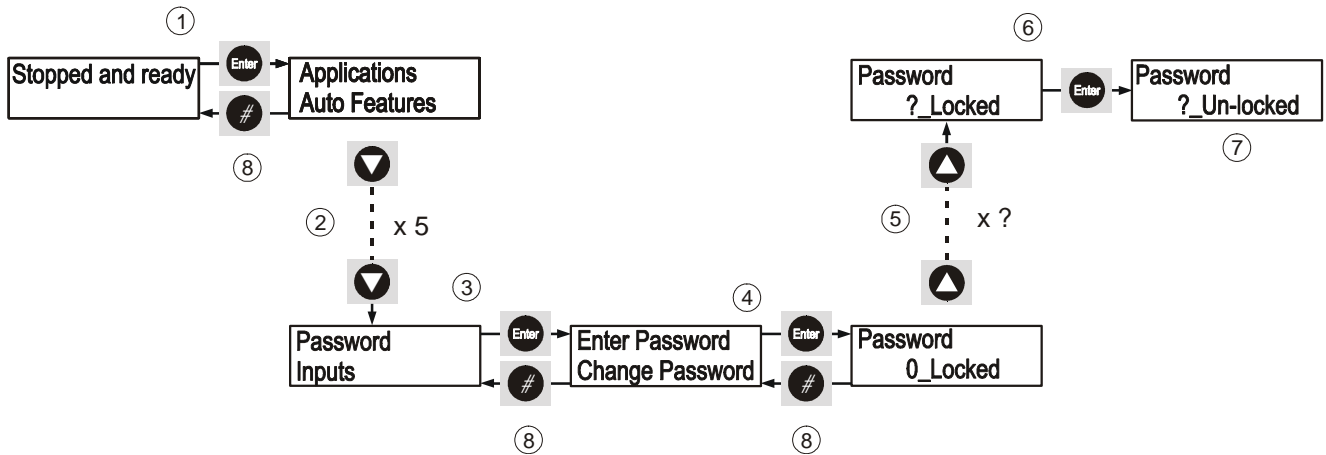 1
Stopped and ready
Enter
#
8
Applications
Auto Features
2
x 5
Password
Inputs
3
Enter
#
8
Enter Password
Change Password
4
Enter
#
8
Password
0_Locked
5
x ?
Password
?_Locked
6
Enter
Password
?_Un-locked
7